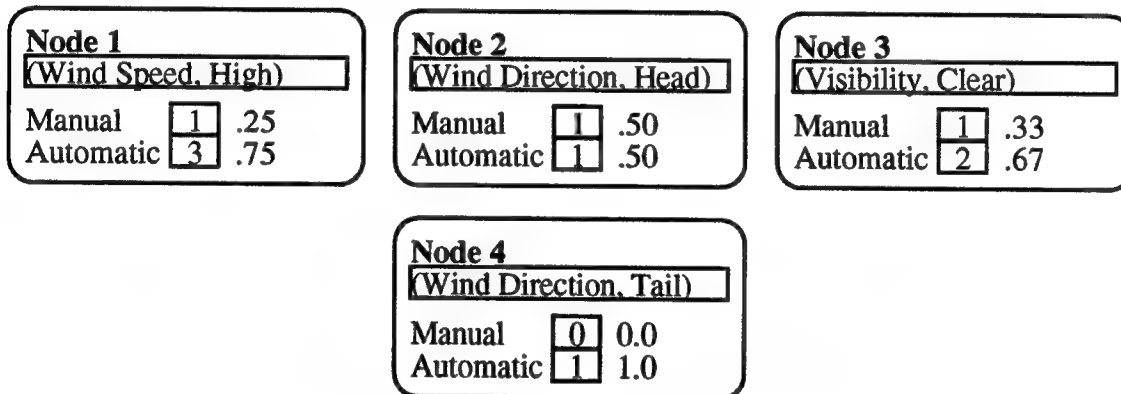 Node 1
(Wind Speed, High)
Manual 1 .25
Automatic 3 .75
Node 2
(Wind Direction, Head)
Manual 1 .50
Automatic 1 .50
Node 3
(Visibility, Clear)
Manual 1 .33
Automatic 2 .67
Node 4
(Wind Direction, Tail)
Manual 0 0.0
Automatic 1 1.0